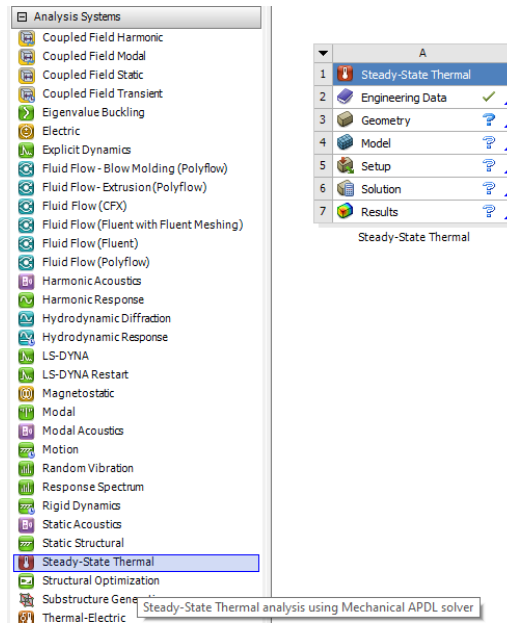 Analysis Systems
Coupled Field Harmonic
Coupled Field Modal
Coupled Field Static
Coupled Field Transient
Eigenvalue Buckling
Electric
Explicit Dynamics
Fluid Flow - Blow Molding (Polyflow)
Fluid Flow - Extrusion (Polyflow)
Fluid Flow (CFX)
Fluid Flow (Fluent with Fluent Meshing)
Fluid Flow (Fluent)
Fluid Flow (Polyflow)
Harmonic Acoustics
Harmonic Response
Hydrodynamic Diffraction
Hydrodynamic Response
LS-DYNA
LS-DYNA Restart
Magnetostatic
Modal
Modal Acoustics
Motion
Random Vibration
Response Spectrum
Rigid Dynamics
Static Acoustics
Static Structural
Steady-State Thermal
Structural Optimization
Substructure
Thermal-Electric
Steady-State Thermal analysis using Mechanical APDL solver
A
1 Steady-State Thermal
2 Engineering Data
3 Geometry ?
4 Model ?
5 Setup ?
6 Solution ?
7 Results ?
Steady-State Thermal